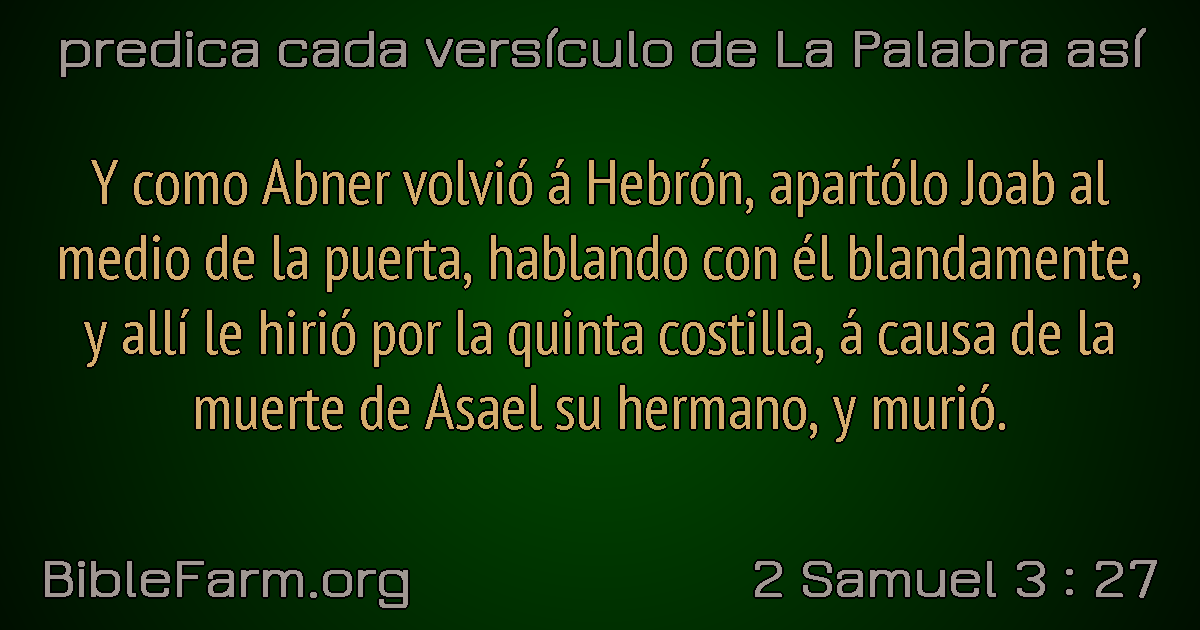 predica cada versículo de La Palabra así
Y como Abner volvió á Hebrón, apartólo Joab al
medio de la puerta, hablando con él blandamente,
y allí le hirió por la quinta costilla, á causa de la
muerte de Asael su hermano, y murió.
BibleFarm.org
2 Samuel 3 : 27